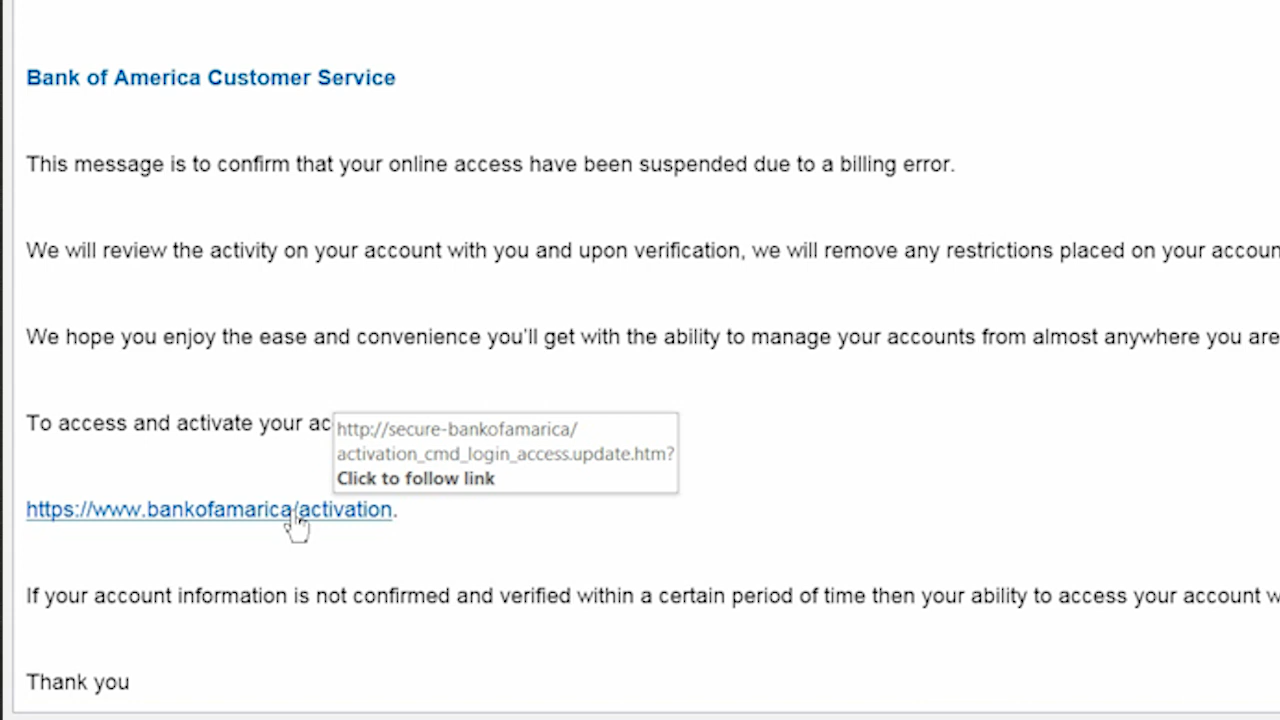 Bank of America Customer Service
This message is to confirm that your online access have been suspended due to a billing error.
We will review the activity on your account with you and upon verification, we will remove any restrictions placed on your accoun
We hope you enjoy the ease and convenience you'll get with the ability to manage your accounts from almost anywhere you are
To access and activate your ac
http://secure-bankofamarica/
activation_cmd_login_access.update.htm?
Click to follow link
https://www.bankofamarica/activation.
If your account information is not confirmed and verified within a certain period of time then your ability to access your account w
Thank you